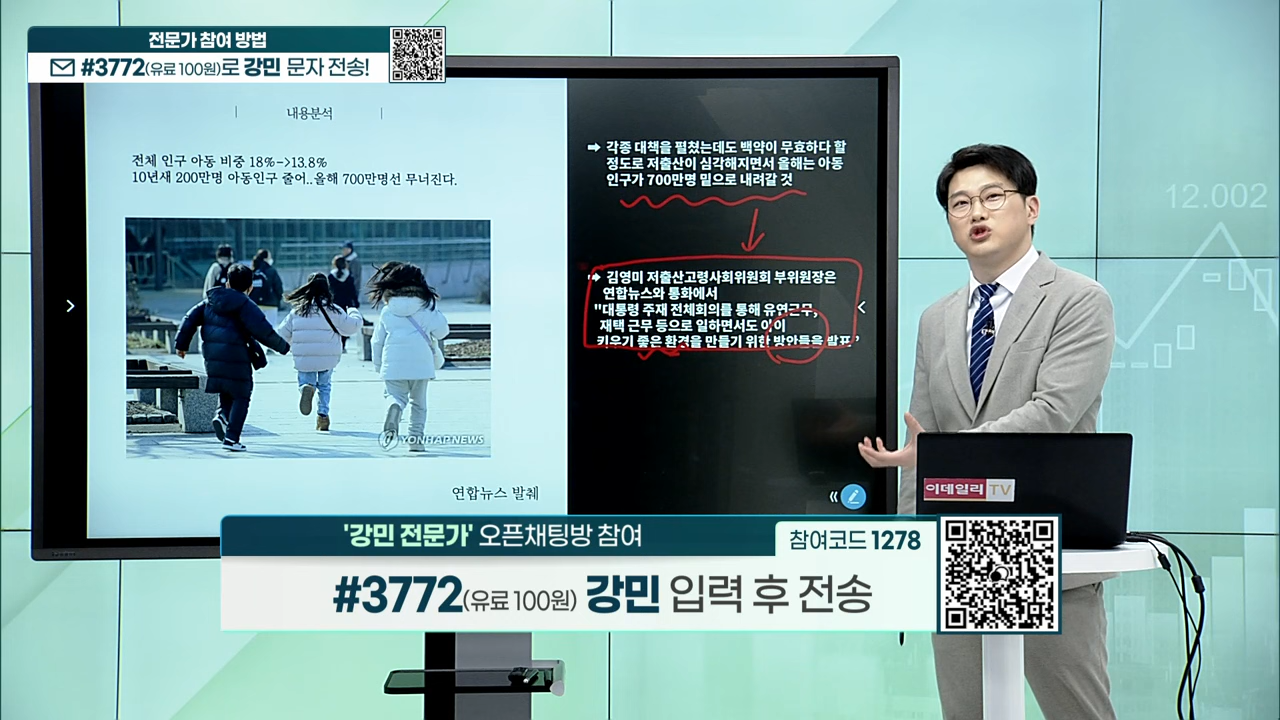 전문가 참여 방법
#3772(유료 100원)로 강민 문자 전송!
내용분석
전체 인구 아동 비중 18%->13.8%
10년새 200만명 아동인구 줄어..올해 700만명선 무너진다.
YONHAP NEWS
연합뉴스 발췌
➡ 각종 대책을 펼쳤는데도 백약이 무효하다 할
정도로 저출산이 심각해지면서 올해는 아동
인구가 700만명 밑으로 내려갈 것
➡ 김영미 저출산고령사회위원회 부위원장은
연합뉴스와 통화에서
"대통령 주재 전체회의를 통해 유연근무,
재택 근무 등으로 일하면서도 아이
키우기 좋은 환경을 만들기 위한 방안들을 발표"
12.002
이데일리 TV
'강민 전문가' 오픈채팅방 참여
참여코드 1278
#3772(유료 100원) 강민 입력 후 전송